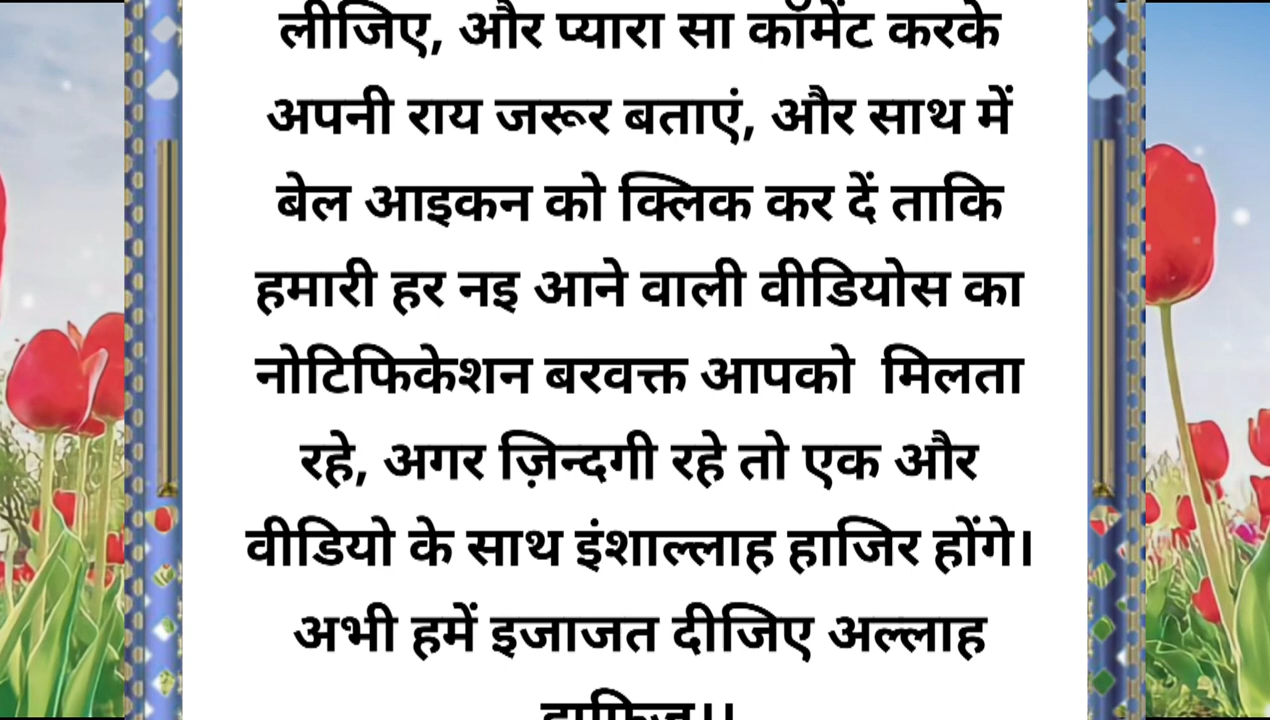 लीजिए, और प्यारा सा कॉमेंट करके
अपनी राय जरूर बताएं, और साथ में
बेल आइकन को क्लिक कर दें ताकि
हमारी हर नइ आने वाली वीडियोस का
नोटिफिकेशन बरवक्त आपको मिलता
रहे, अगर ज़िन्दगी रहे तो एक और
वीडियो के साथ इंशाल्लाह हाजिर होंगे।
अभी हमें इजाजत दीजिए अल्लाह
हाफिज।।